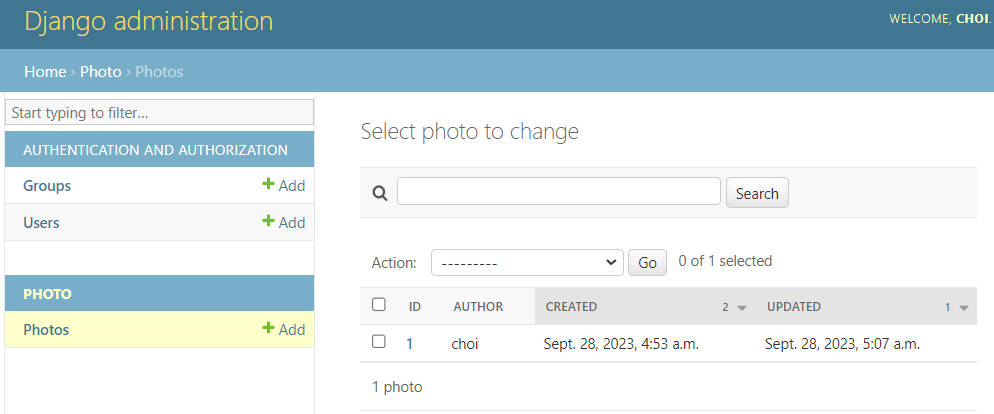 Django administration
WELCOME, CHOI.
Home › Photo › Photos
Start typing to filter...
AUTHENTICATION AND AUTHORIZATION
Groups + Add
Users + Add
PHOTO
Photos + Add
Select photo to change
Search
Action: --------- Go 0 of 1 selected
ID AUTHOR CREATED 2 UPDATED 1
1 choi Sept. 28, 2023, 4:53 a.m. Sept. 28, 2023, 5:07 a.m.
1 photo